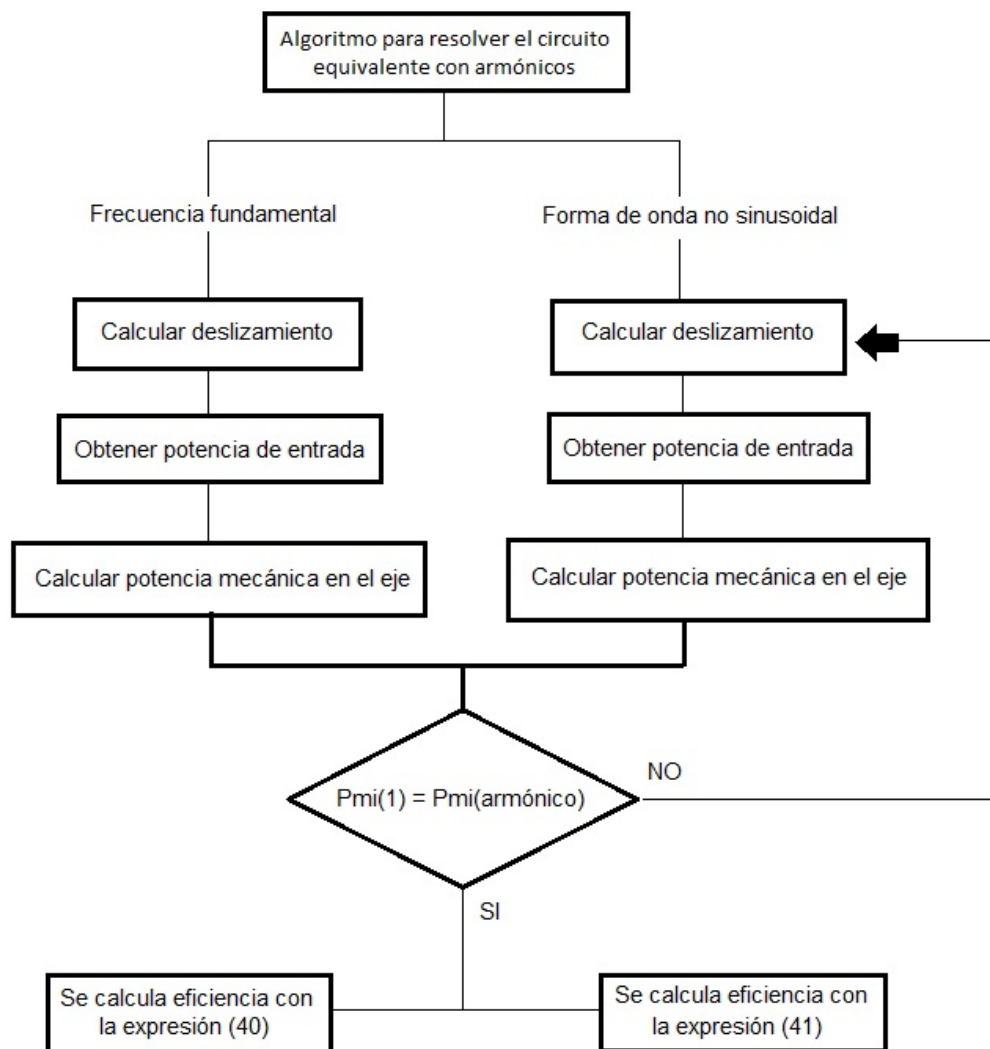 Algoritmo para resolver el circuito
equivalente con armónicos
Frecuencia fundamental
Forma de onda no sinusoidal
Calcular deslizamiento
Calcular deslizamiento
Obtener potencia de entrada
Obtener potencia de entrada
Calcular potencia mecánica en el eje
Calcular potencia mecánica en el eje
Pmi(1) = Pmi(armónico)
NO
SI
Se calcula eficiencia con
la expresión (40)
Se calcula eficiencia con
la expresión (41)